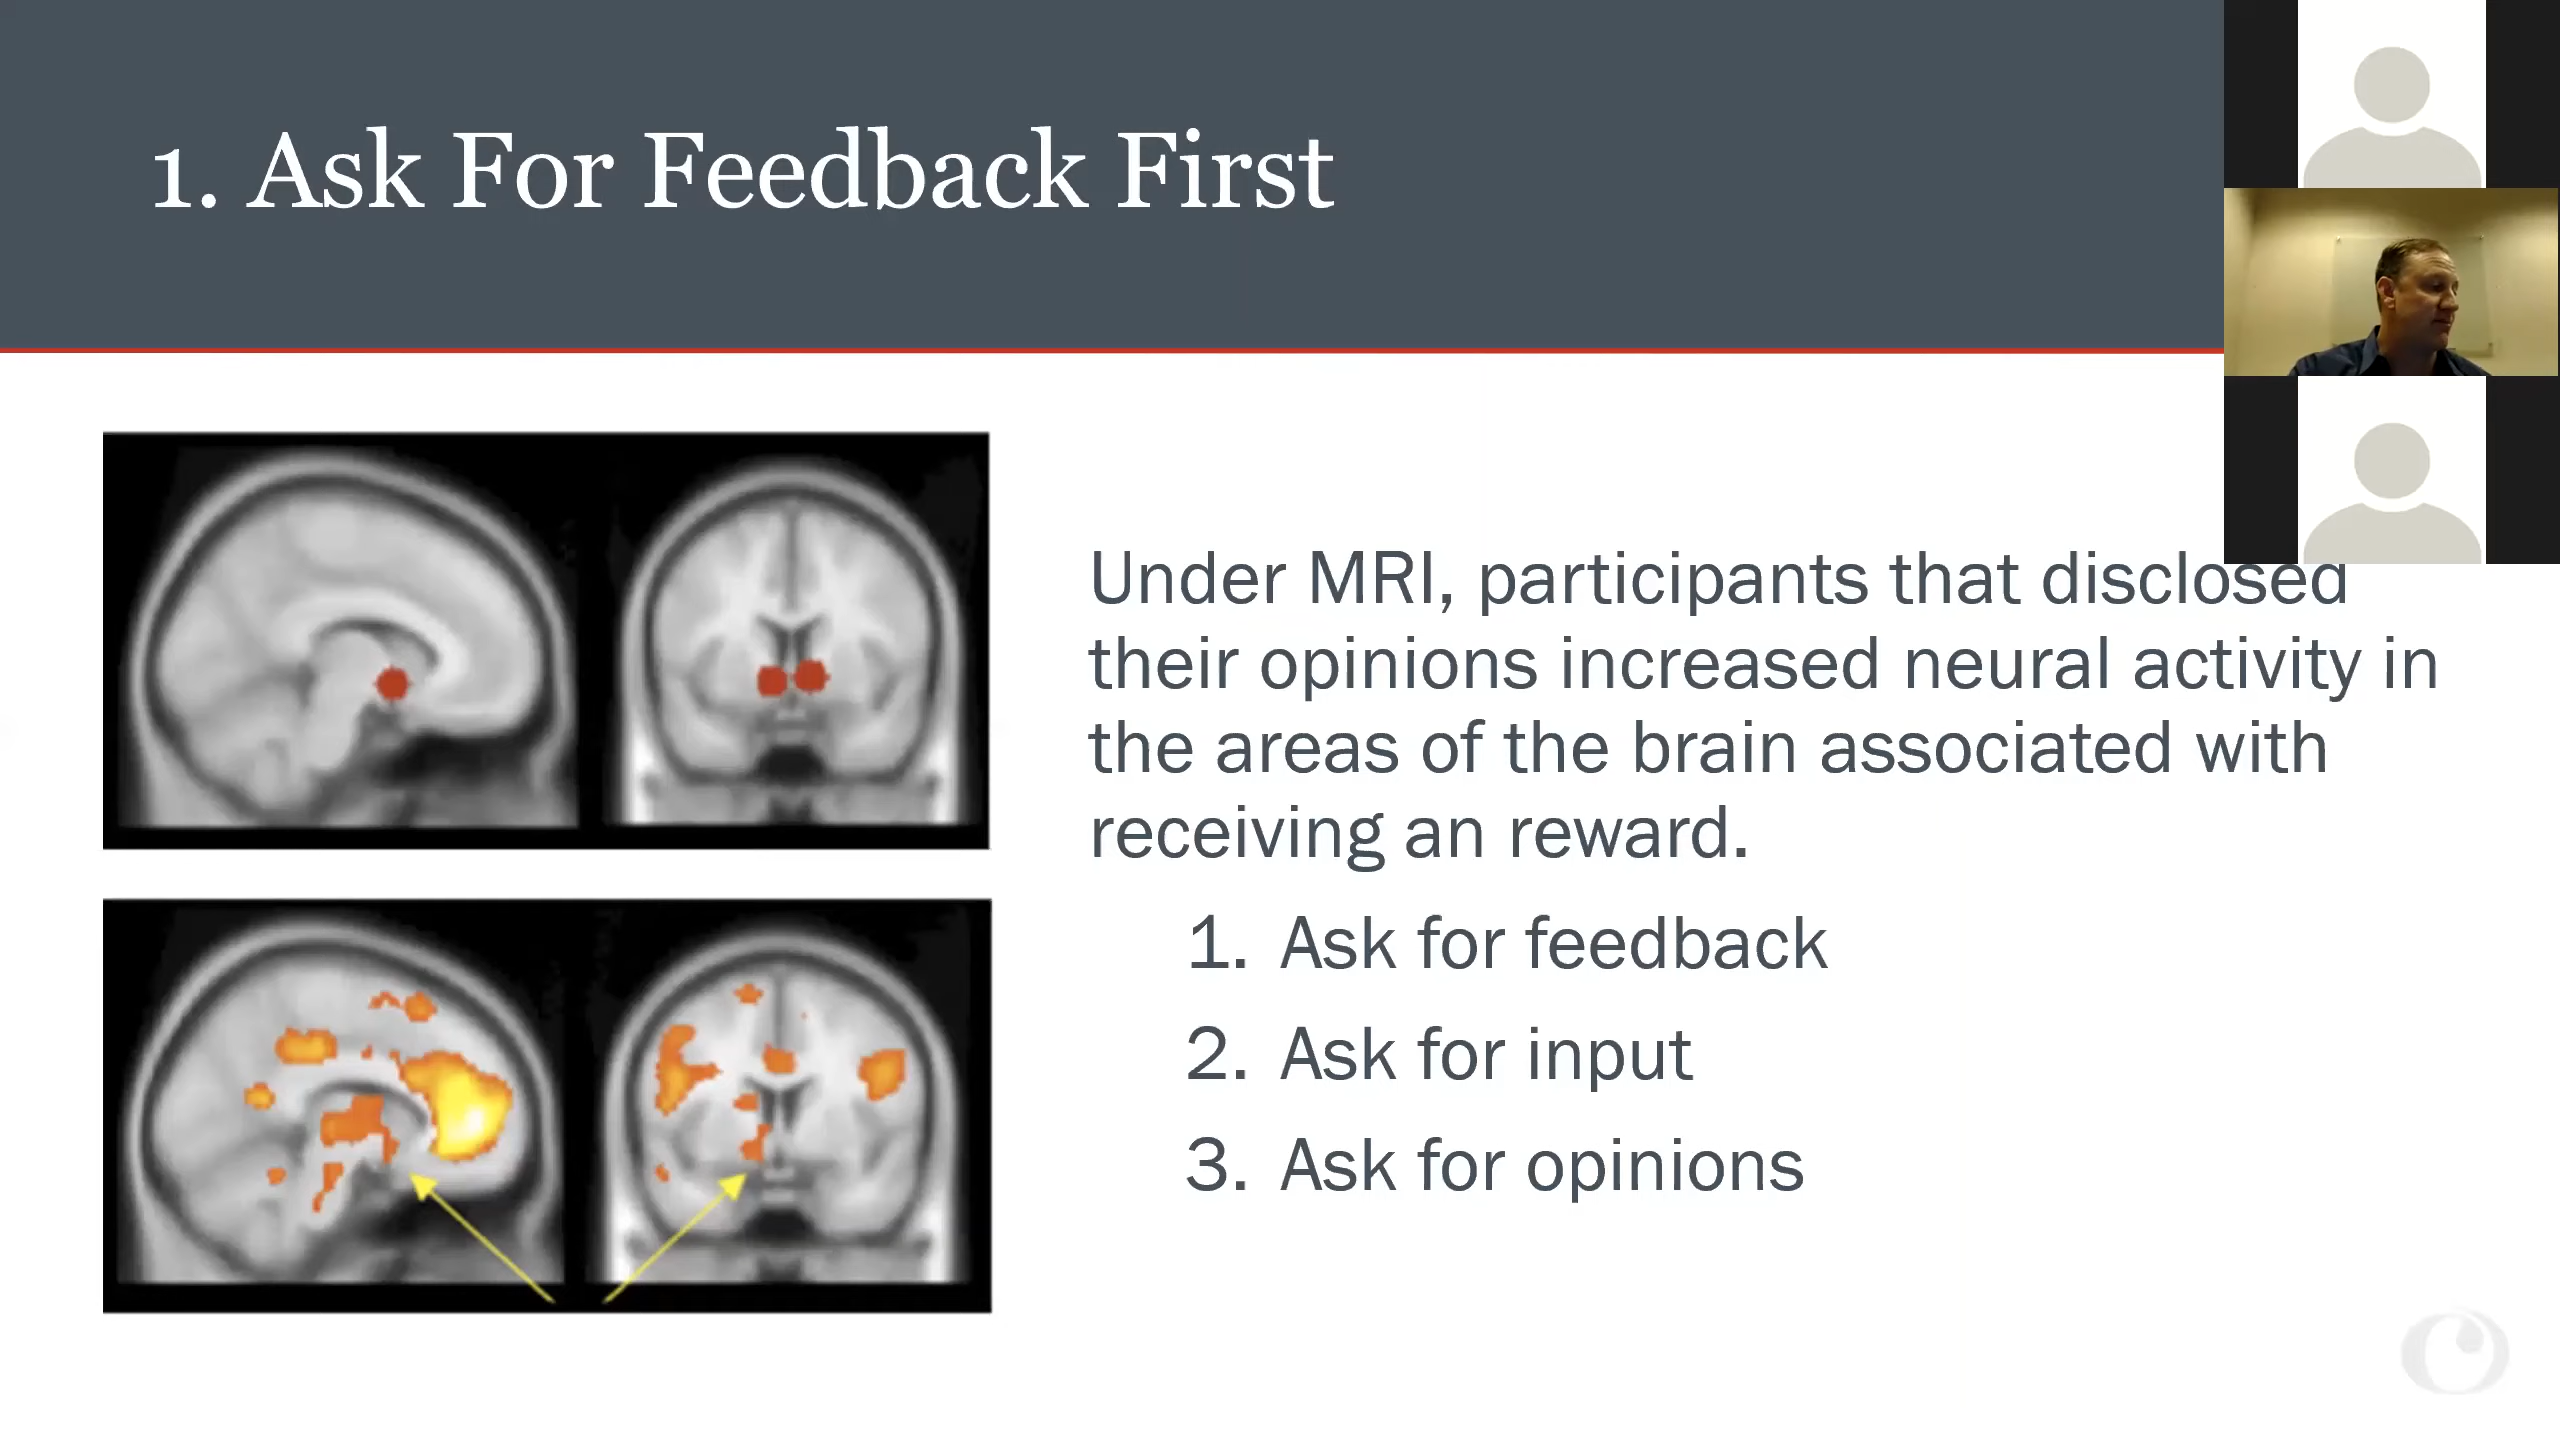 1. Ask For Feedback First
Under MRI, participants that disclosed
their opinions increased neural activity in
the areas of the brain associated with
receiving an reward.
1. Ask for feedback
2. Ask for input
3. Ask for opinions